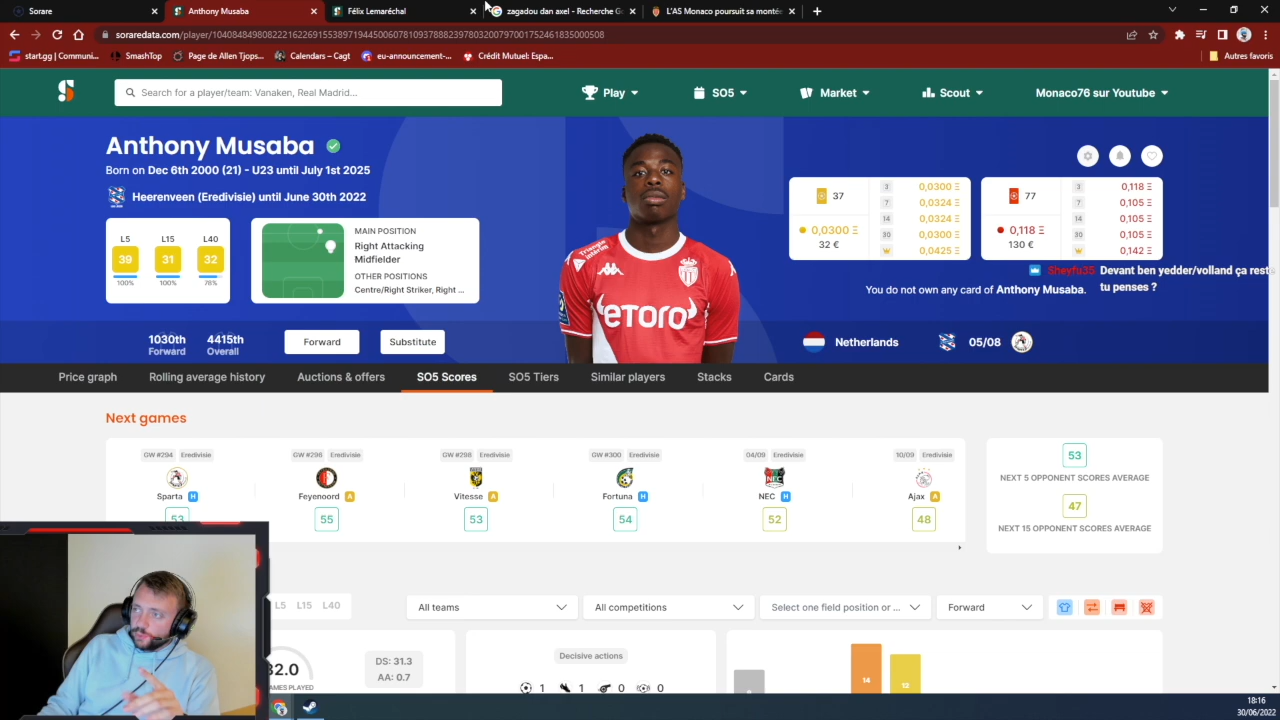 Sorare
Anthony Musaba
Félix Lemaréchal
zagadou dan axel - Recherche G
L'AS Monaco poursuit sa monté
soraredata.com/player/104084849808222162269155389719445006078109378882397803200797001752461835000508
start.gg | Communi...
SmashTop
Page de Allen Tjops...
Calendars – Cagt
eu-announcement-...
Crédit Mutuel: Espa...
Autres favoris
Search for a player/team: Vanaken, Real Madrid...
Play
SO5
Market
Scout
Monaco76 sur Youtube
Anthony Musaba
Born on Dec 6th 2000 (21) - U23 until July 1st 2025
Heerenveen (Eredivisie) until June 30th 2022
L5
L15
L40
39
31
32
100%
100%
78%
MAIN POSITION
Right Attacking
Midfielder
OTHER POSITIONS
Centre/Right Striker, Right ...
1030th
Forward
4415th
Overall
Forward
Substitute
etoro
37
0,0300 Ξ
32 €
3 0,0300 Ξ
7 0,0324 Ξ
14 0,0324 Ξ
30 0,0300 Ξ
0,0425 Ξ
77
0,118 Ξ
130 €
3 0,118 Ξ
7 0,105 Ξ
14 0,105 Ξ
30 0,105 Ξ
0,142 Ξ
Sheyfu35 Devant ben yedder/volland ça rest
tu penses ?
You do not own any card of Anthony Musaba.
Netherlands
05/08
Price graph
Rolling average history
Auctions & offers
SO5 Scores
SO5 Tiers
Similar players
Stacks
Cards
Next games
GW #294 Eredivisie
GW #296 Eredivisie
GW #298 Eredivisie
GW #300 Eredivisie
04/09 Eredivisie
10/09 Eredivisie
Sparta H
Feyenoord A
Vitesse A
Fortuna H
NEC H
Ajax A
53
55
53
54
52
48
53
NEXT 5 OPPONENT SCORES AVERAGE
47
NEXT 15 OPPONENT SCORES AVERAGE
L5 L15 L40
All teams
All competitions
Select one field position or ...
Forward
32.0
GAMES PLAYED
DS: 31.3
AA: 0.7
Decisive actions
1
1
0
0
14
18:16
30/06/2022